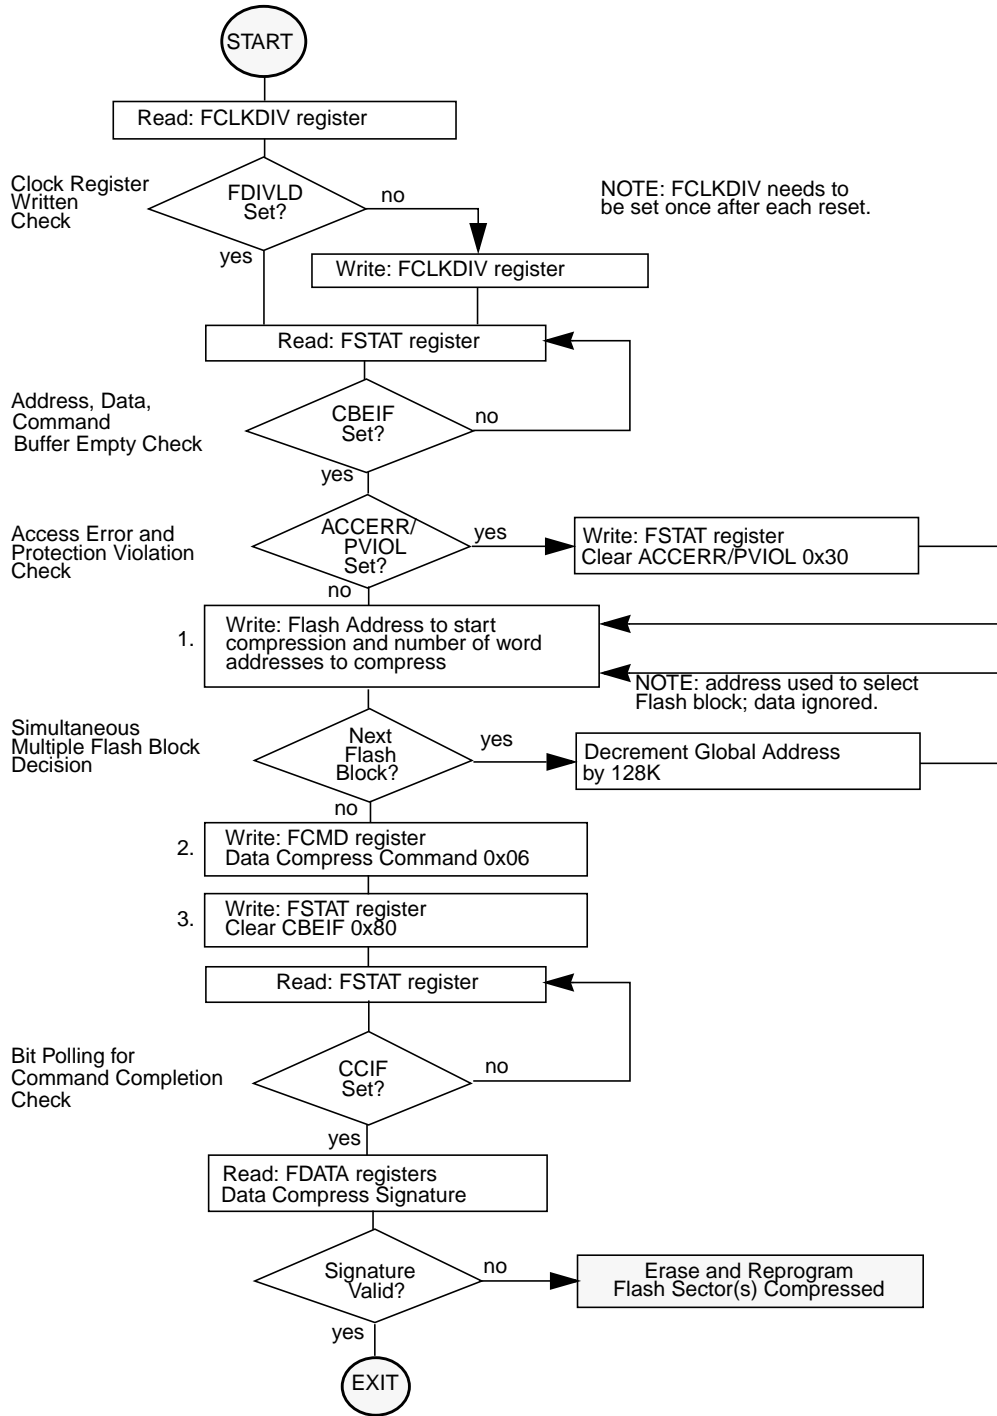 START
Read: FCLKDIV register
Clock Register
Written
Check
FDIVLD
Set?
no
yes
NOTE: FCLKDIV needs to
be set once after each reset.
Write: FCLKDIV register
Read: FSTAT register
Address, Data,
Command
Buffer Empty Check
CBEIF
Set?
no
yes
Access Error and
Protection Violation
Check
ACCERR/
PVIOL
Set?
yes
no
Write: FSTAT register
Clear ACCERR/PVIOL 0x30
1.
Write: Flash Address to start
compression and number of word
addresses to compress
NOTE: address used to select
Flash block; data ignored.
Simultaneous
Multiple Flash Block
Decision
Next
Flash
Block?
yes
no
Decrement Global Address
by 128K
2.
Write: FCMD register
Data Compress Command 0x06
3.
Write: FSTAT register
Clear CBEIF 0x80
Read: FSTAT register
Bit Polling for
Command Completion
Check
CCIF
Set?
no
yes
Read: FDATA registers
Data Compress Signature
Signature
Valid?
no
yes
Erase and Reprogram
Flash Sector(s) Compressed
EXIT